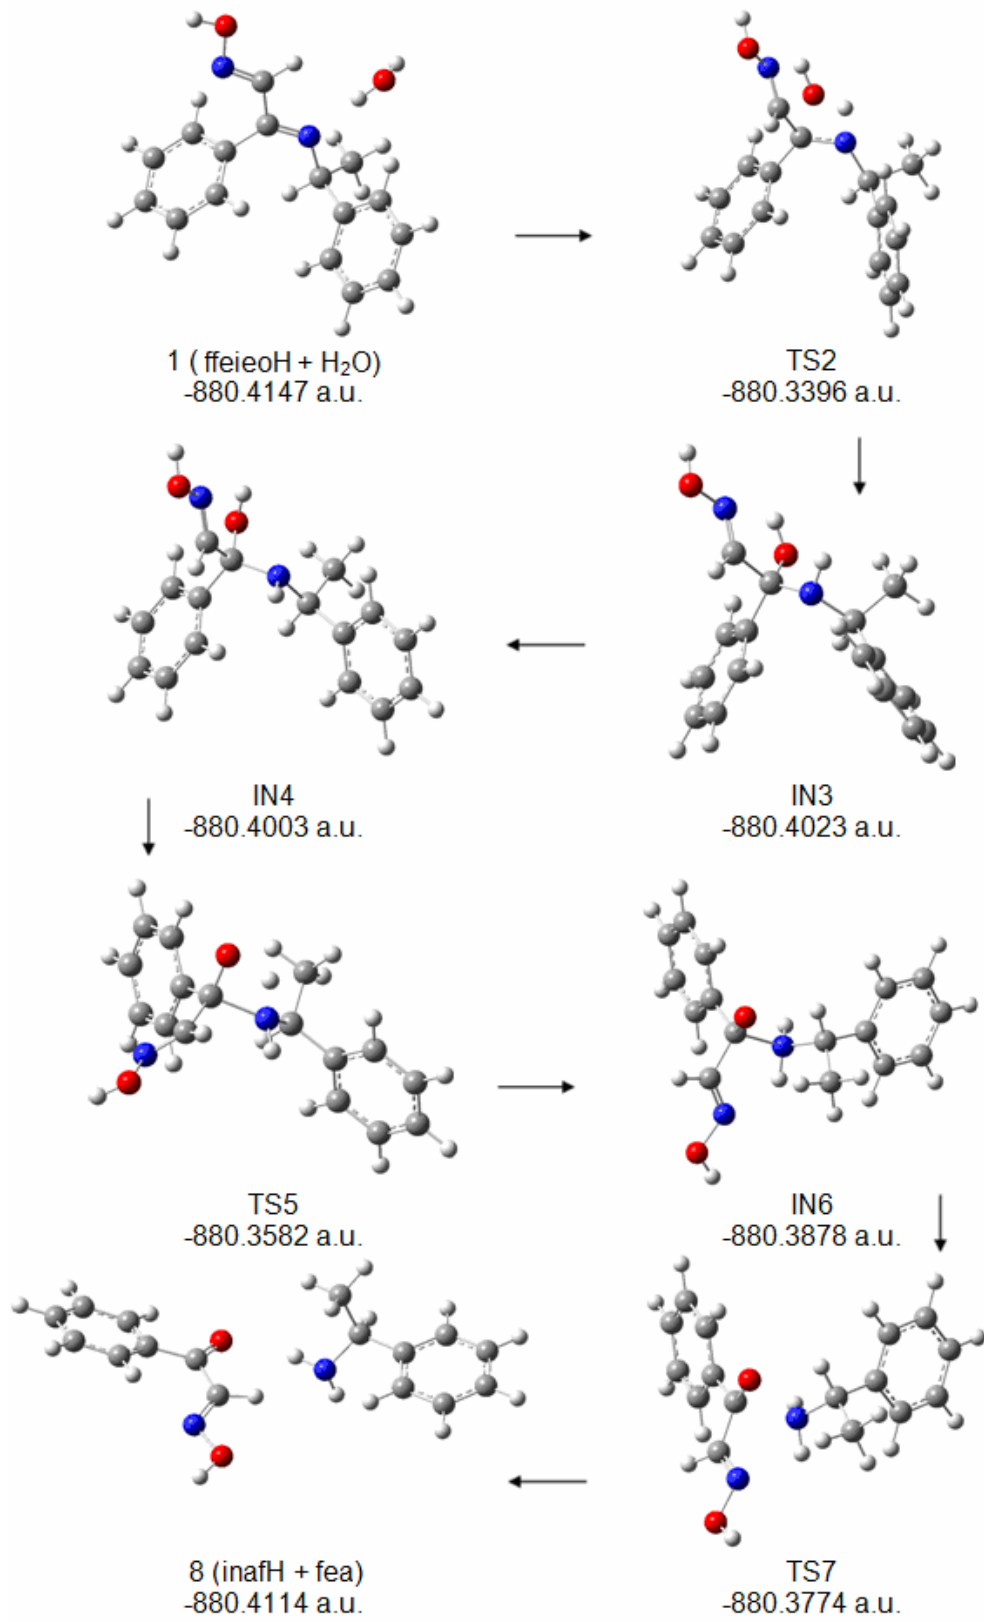 1 ( ffeieoH + H₂O)
-880.4147 a.u.
TS2
-880.3396 a.u.
IN4
-880.4003 a.u.
IN3
-880.4023 a.u.
TS5
-880.3582 a.u.
IN6
-880.3878 a.u.
8 (inafH + fea)
-880.4114 a.u.
TS7
-880.3774 a.u.